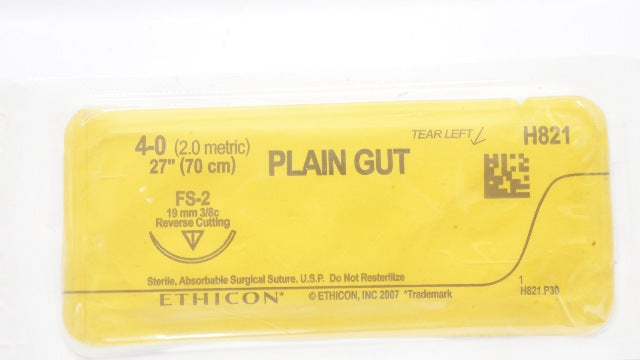 4-0 (2.0 metric)
27" (70 cm)
PLAIN GUT
TEAR LEFT
H821
FS-2
19 mm 3/8c
Reverse Cutting
Sterile, Absorbable Surgical Suture. U.S.P. Do Not Resterilize
ETHICON* © ETHICON, INC 2007 *Trademark
1
H821.P30